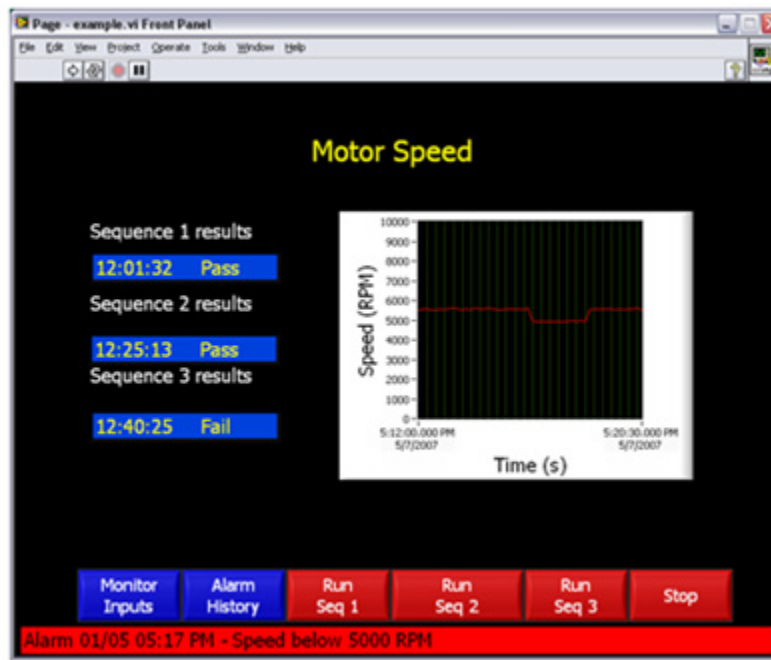 Page - example.vi Front Panel
File Edit View Project Operate Tools Window Help
Motor Speed
Sequence 1 results
12:01:32 Pass
Sequence 2 results
12:25:13 Pass
Sequence 3 results
12:40:25 Fail
Speed (RPM)
10000
9000
8000
7000
6000
5000
4000
3000
2000
1000
0
5:12:00.000 PM
5/7/2007
5:20:30.000 PM
5/7/2007
Time (s)
Monitor Inputs
Alarm History
Run Seq 1
Run Seq 2
Run Seq 3
Stop
Alarm 01/05 05:17 PM - Speed below 5000 RPM